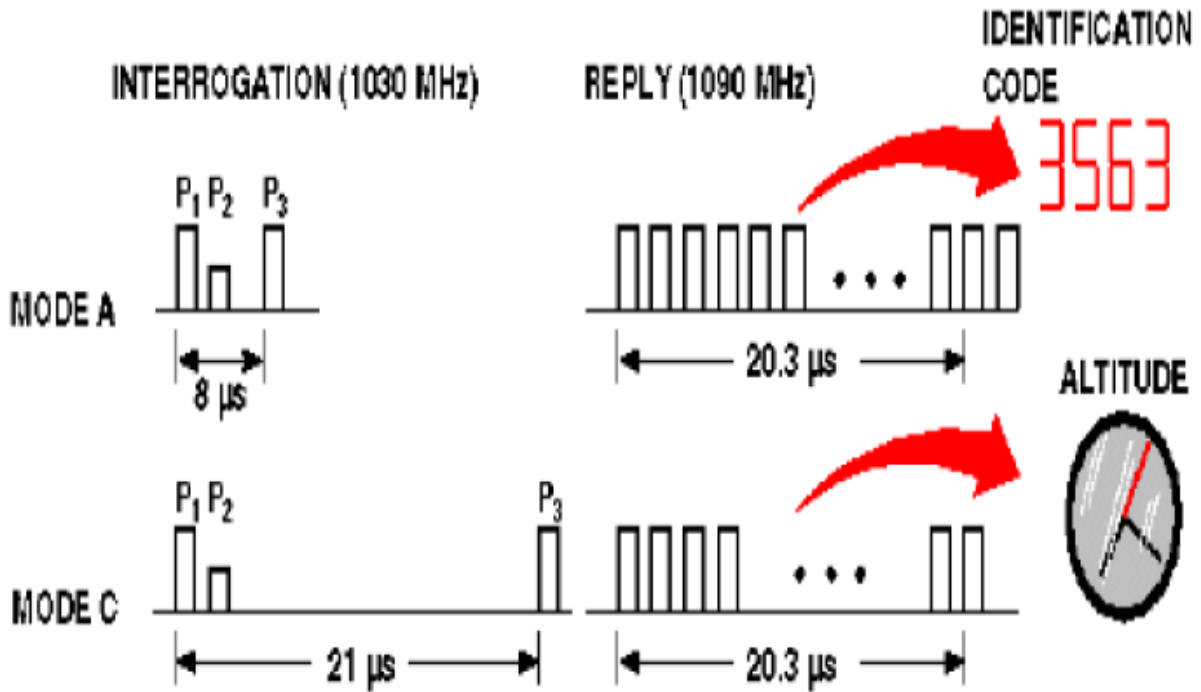 IDENTIFICATION
CODE
INTERROGATION (1030 MHz)
REPLY (1090 MHz)
3563
P1 P2 P3
MODE A
8 µs
20.3 µs
ALTITUDE
P1 P2 P3
MODE C
21 µs
20.3 µs